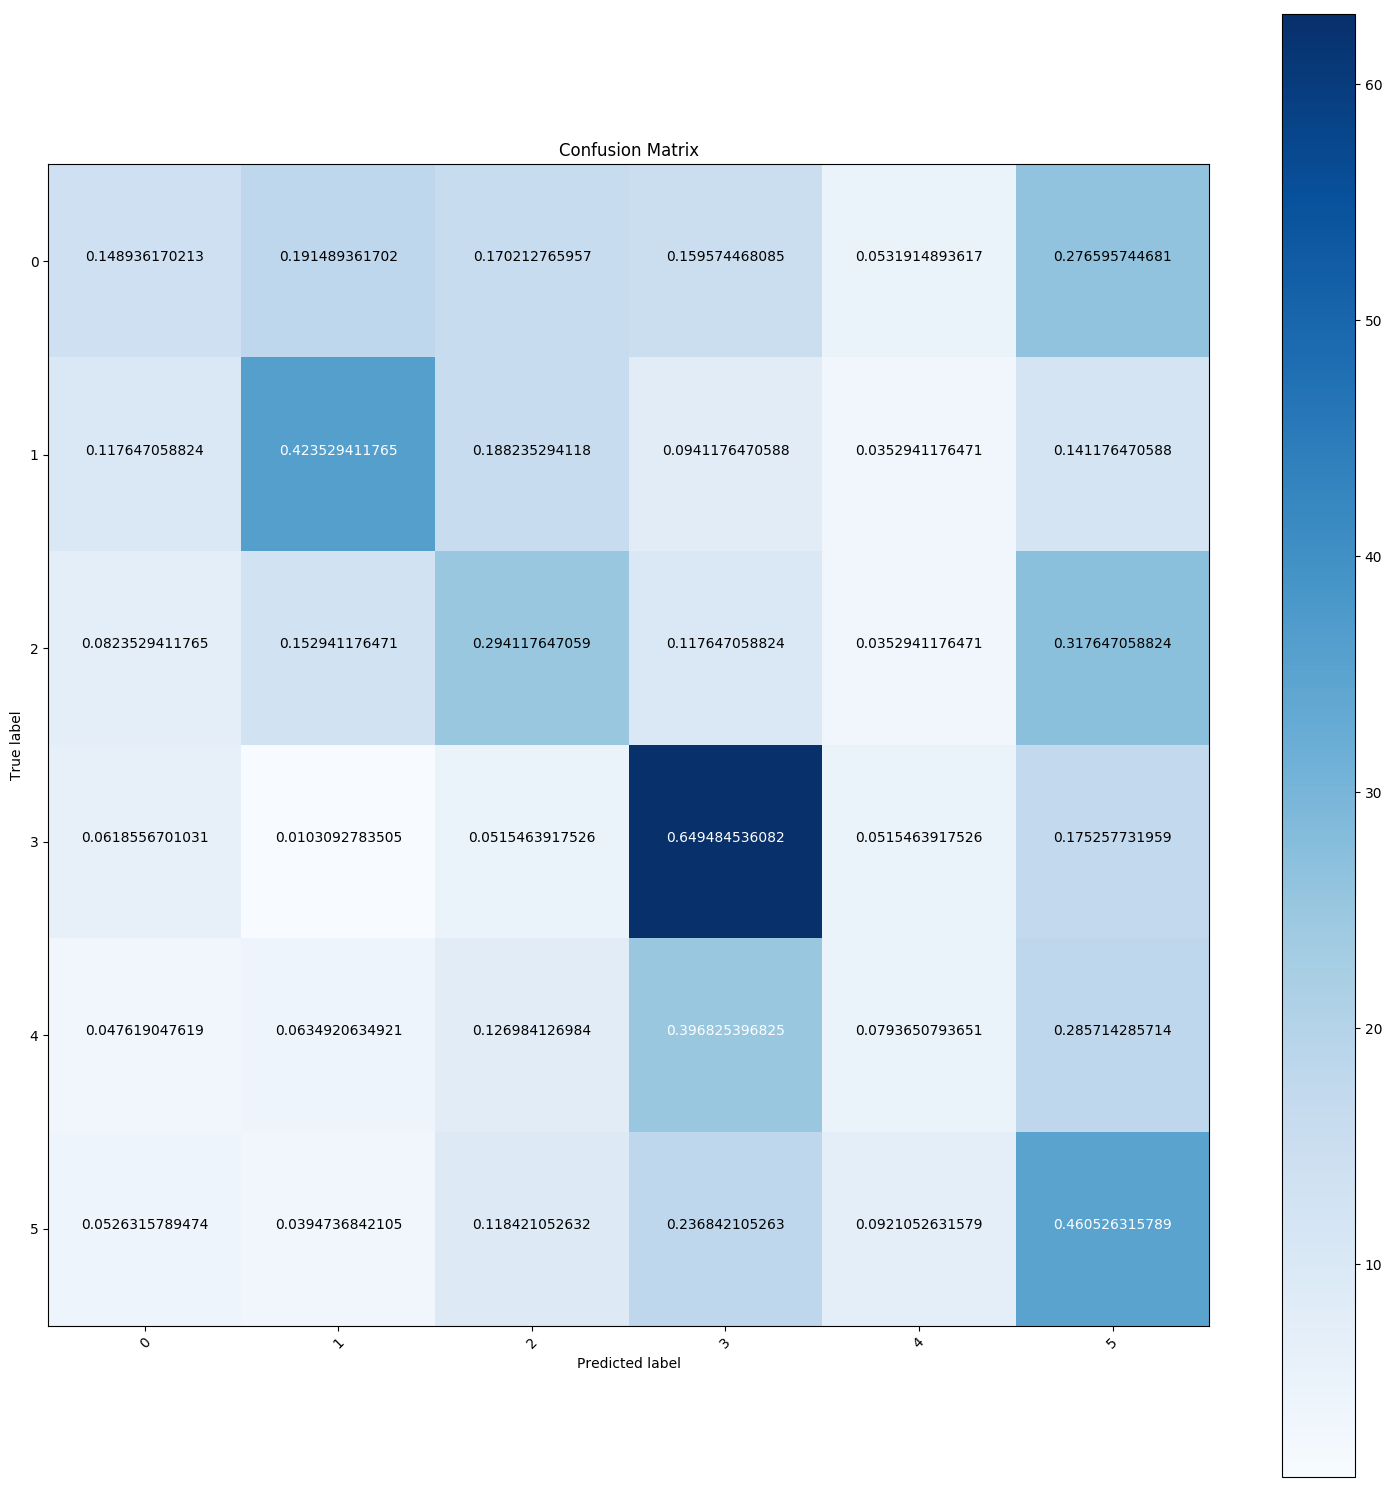 Confusion Matrix
0 0.148936170213 0.191489361702 0.170212765957 0.159574468085 0.0531914893617 0.276595744681
1 0.117647058824 0.423529411765 0.188235294118 0.0941176470588 0.0352941176471 0.141176470588
2 0.0823529411765 0.152941176471 0.294117647059 0.117647058824 0.0352941176471 0.317647058824
3 0.0618556701031 0.0103092783505 0.0515463917526 0.649484536082 0.0515463917526 0.175257731959
4 0.047619047619 0.0634920634921 0.126984126984 0.396825396825 0.0793650793651 0.285714285714
5 0.0526315789474 0.0394736842105 0.118421052632 0.236842105263 0.0921052631579 0.460526315789
0 1 2 3 4 5
Predicted label
True label
60
50
40
30
20
10